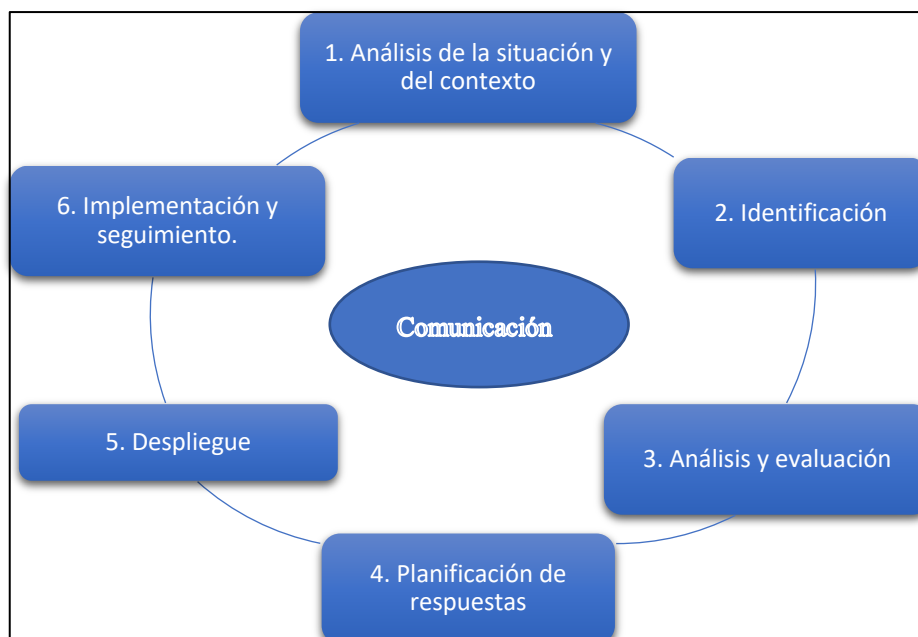 1. Análisis de la situación y
del contexto
2. Identificación
3. Análisis y evaluación
4. Planificación de
respuestas
5. Despliegue
6. Implementación y
seguimiento.
Comunicación